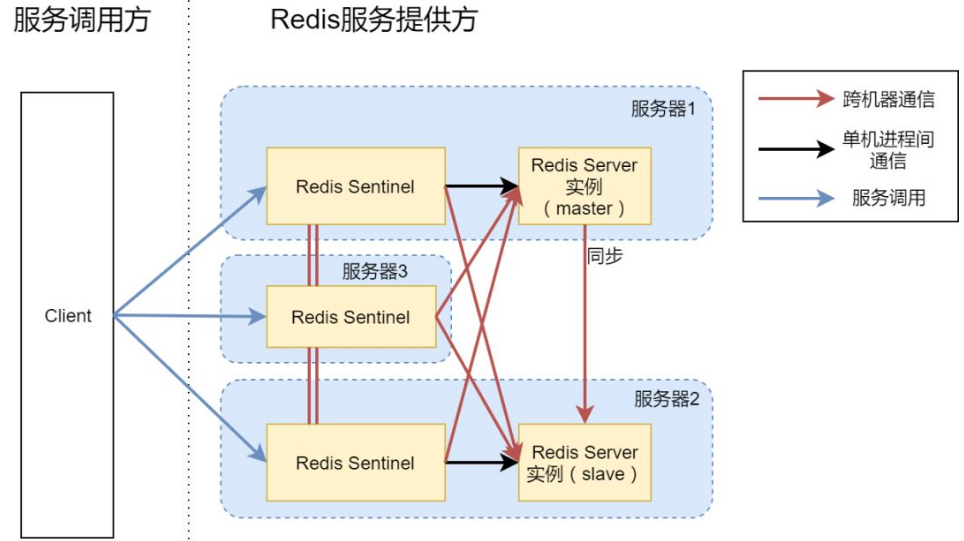 服务调用方
Redis服务提供方
服务器1
跨机器通信
单机进程间
通信
服务调用
Redis Sentinel
Redis Server
实例
（master）
同步
服务器3
Client
Redis Sentinel
服务器2
Redis Sentinel
Redis Server
实例（slave）